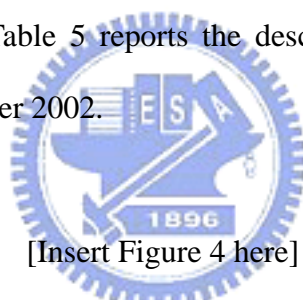 Table 5 reports the desc
er 2002.
E S A
1896
[Insert Figure 4 here]